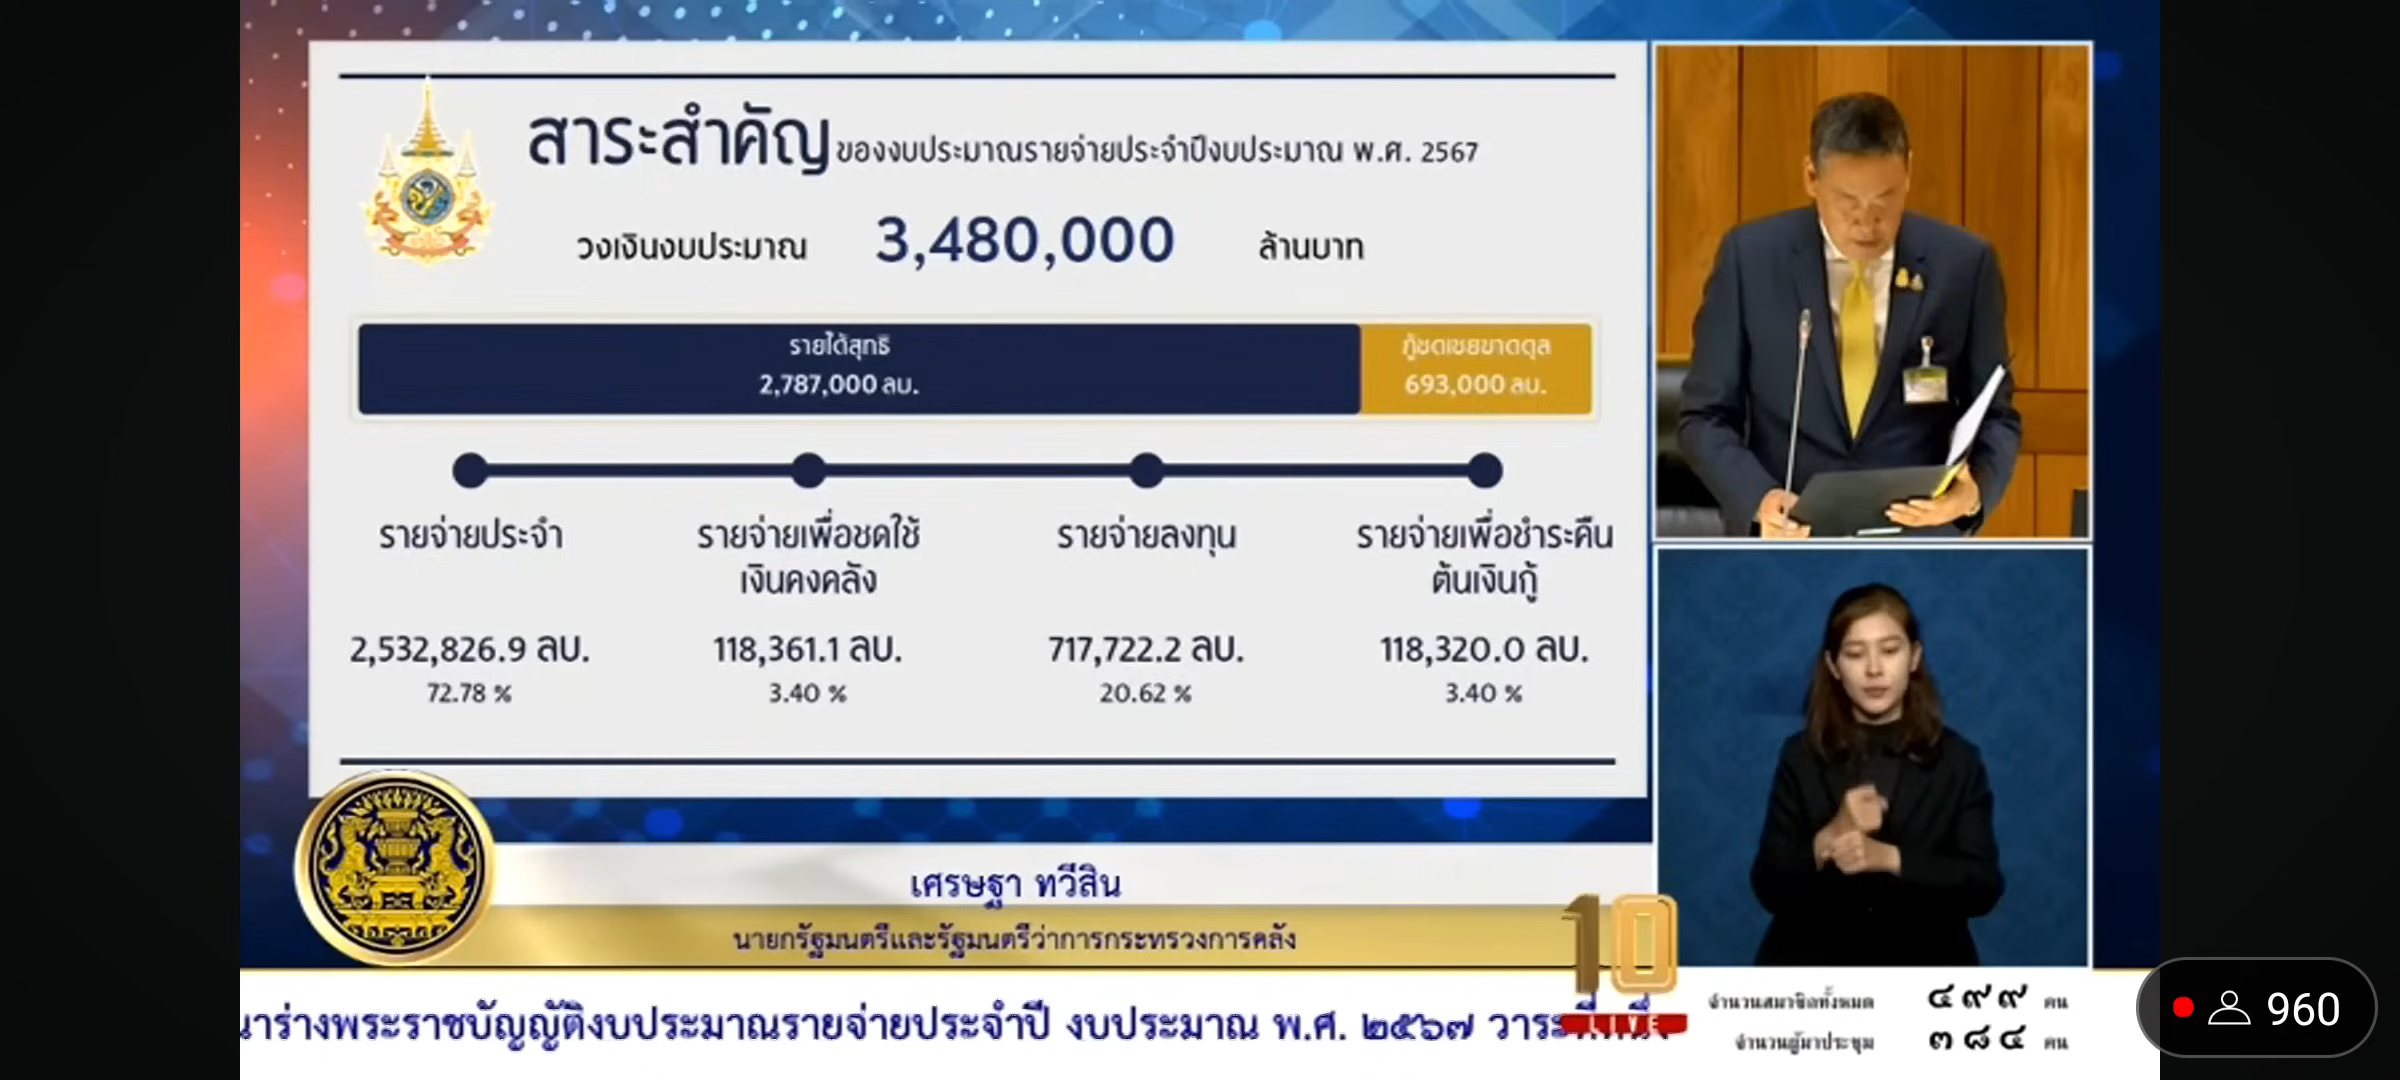 สาระสำคัญ ของงบประมาณรายจ่ายประจำปีงบประมาณ พ.ศ. 2567
วงเงินงบประมาณ 3,480,000 ล้านบาท
รายได้สุทธิ
2,787,000 ลบ.
กู้ชดเชยขาดดุล
693,000 ลบ.
รายจ่ายประจำ
2,532,826.9 ลบ.
72.78 %
รายจ่ายเพื่อชดใช้
เงินคงคลัง
118,361.1 ลบ.
3.40 %
รายจ่ายลงทุน
717,722.2 ลบ.
20.62 %
รายจ่ายเพื่อชำระคืน
ต้นเงินกู้
118,320.0 ลบ.
3.40 %
เศรษฐา ทวีสิน
นายกรัฐมนตรีและรัฐมนตรีว่าการกระทรวงการคลัง
10
LIVE
ร่างพระราชบัญญัติงบประมาณรายจ่ายประจำปี งบประมาณ พ.ศ. ๒๕๖๗
จำนวนสมาชิกทั้งหมด ๔๙๙ คน
จำนวนผู้มาประชุม ๓๘๔ คน
960